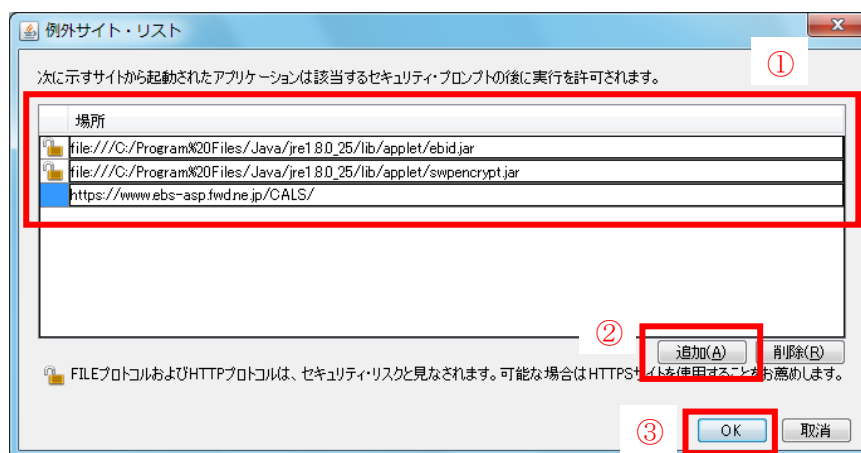 例外サイト・リスト
①
次に示すサイトから起動されたアプリケーションは該当するセキュリティ・プロンプトの後に実行を許可されます。
場所
file:///C:/Program%20Files/Java/jre1.8.0_25/lib/applet/ebid.jar
file:///C:/Program%20Files/Java/jre1.8.0_25/lib/applet/swpencrypt.jar
https://www.ebs-asp.fwd.ne.jp/CALS/
②
追加(A) 削除(R)
FILEプロトコルおよびHTTPプロトコルは、セキュリティ・リスクと見なされます。可能な場合はHTTPSサイトを使用することをお薦めします。
③
OK 取消